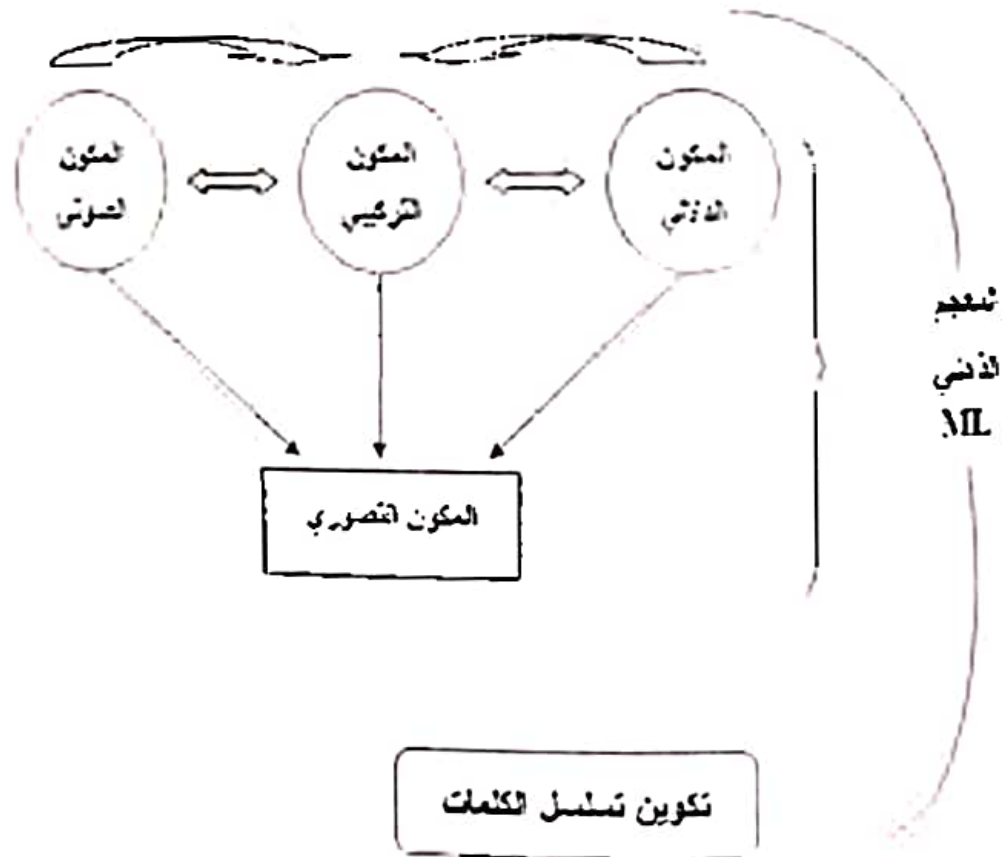 المكون
الدلالي
المكون
التركيبي
المكون
الصوتي
المعجم
الذهني
ML
المكون التصوري
تكوين تسلسل الكلمات